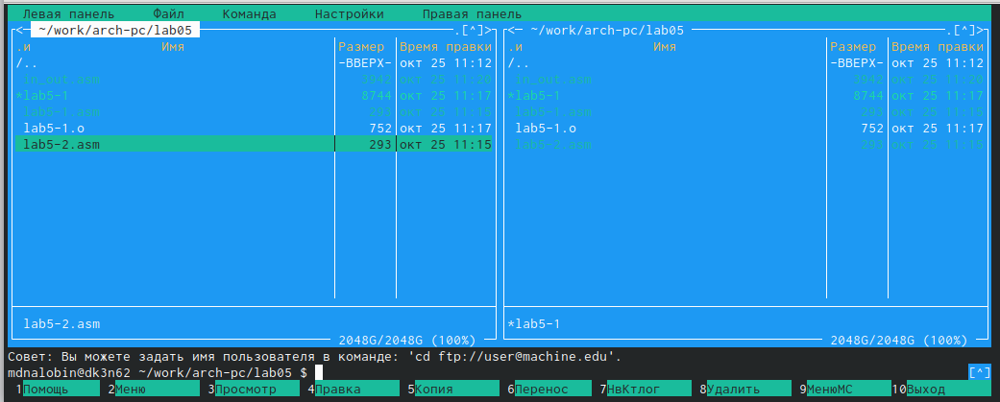 Левая панель Файл Команда Настройки Правая панель
<─ ~/work/arch-pc/lab05 ─.[^]>
<─ ~/work/arch-pc/lab05 ─.[^]>
.и Имя Размер Время правки .и Имя Размер Время правки
/.. -ВВЕРХ- окт 25 11:12 /.. -ВВЕРХ- окт 25 11:12
in_out.asm 3942 окт 25 11:20 in_out.asm 3942 окт 25 11:20
*lab5-1 8744 окт 25 11:17 *lab5-1 8744 окт 25 11:17
lab5-1.asm 293 окт 25 11:15 lab5-1.asm 293 окт 25 11:15
lab5-1.o 752 окт 25 11:17 lab5-1.o 752 окт 25 11:17
lab5-2.asm 293 окт 25 11:15 lab5-2.asm 293 окт 25 11:15
lab5-2.asm *lab5-1
2048G/2048G (100%) 2048G/2048G (100%)
Совет: Вы можете задать имя пользователя в команде: 'cd ftp://user@machine.edu'.
mdnalobin@dk3n62 ~/work/arch-pc/lab05 $ [^]
1Помощь 2Меню 3Просмотр 4Правка 5Копия 6Перенос 7НвКтлог 8Удалить 9МенюMC 10Выход